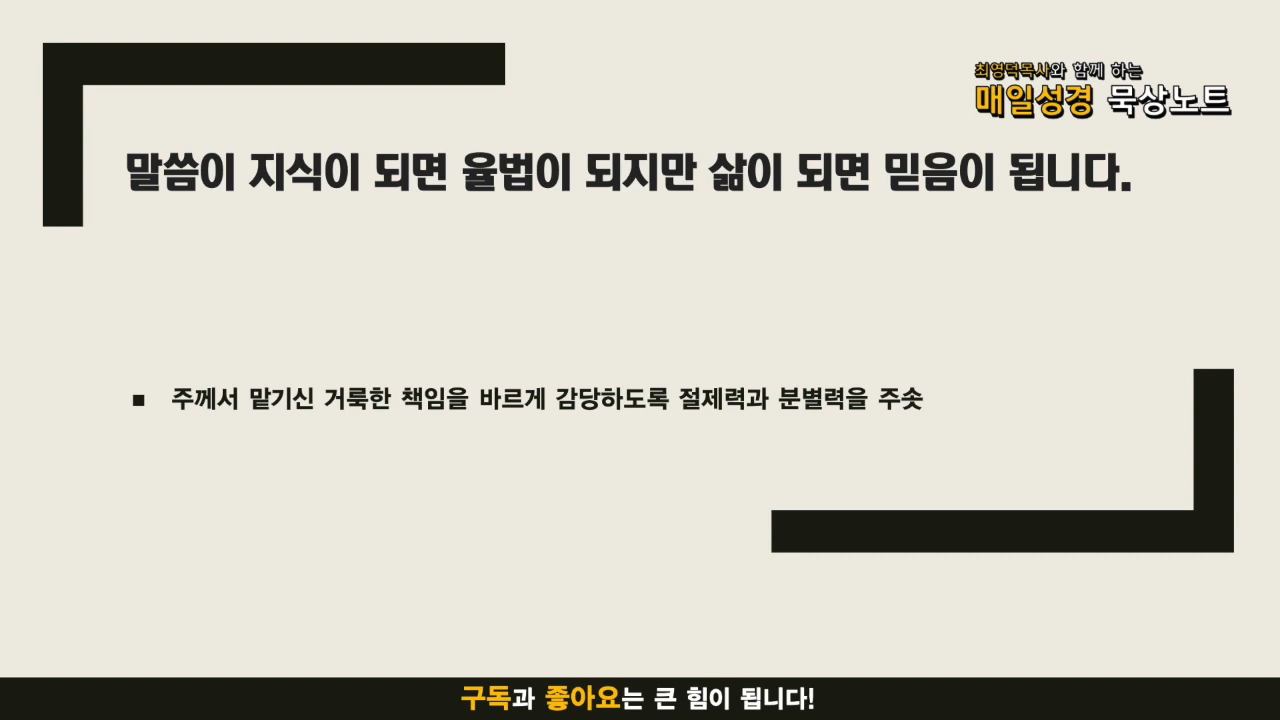 최영덕목사와 함께 하는
매일성경 묵상노트
말씀이 지식이 되면 율법이 되지만 삶이 되면 믿음이 됩니다.
■ 주께서 맡기신 거룩한 책임을 바르게 감당하도록 절제력과 분별력을 주솟
구독과 좋아요는 큰 힘이 됩니다!